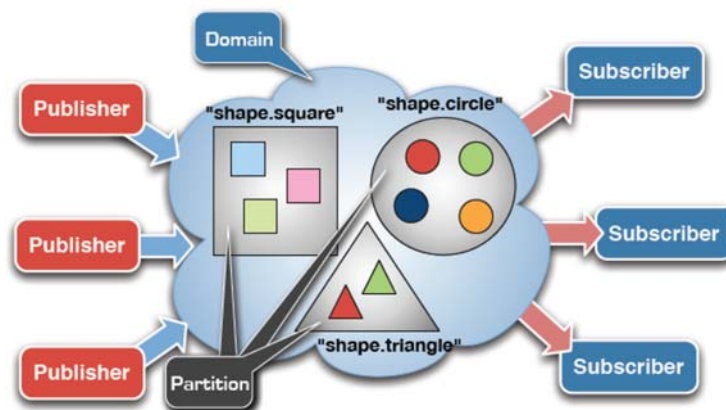 Domain
Subscriber
Publisher
"shape.square"
"shape.circle"
Publisher
Subscriber
Publisher
Partition
"shape.triangle"
Subscriber